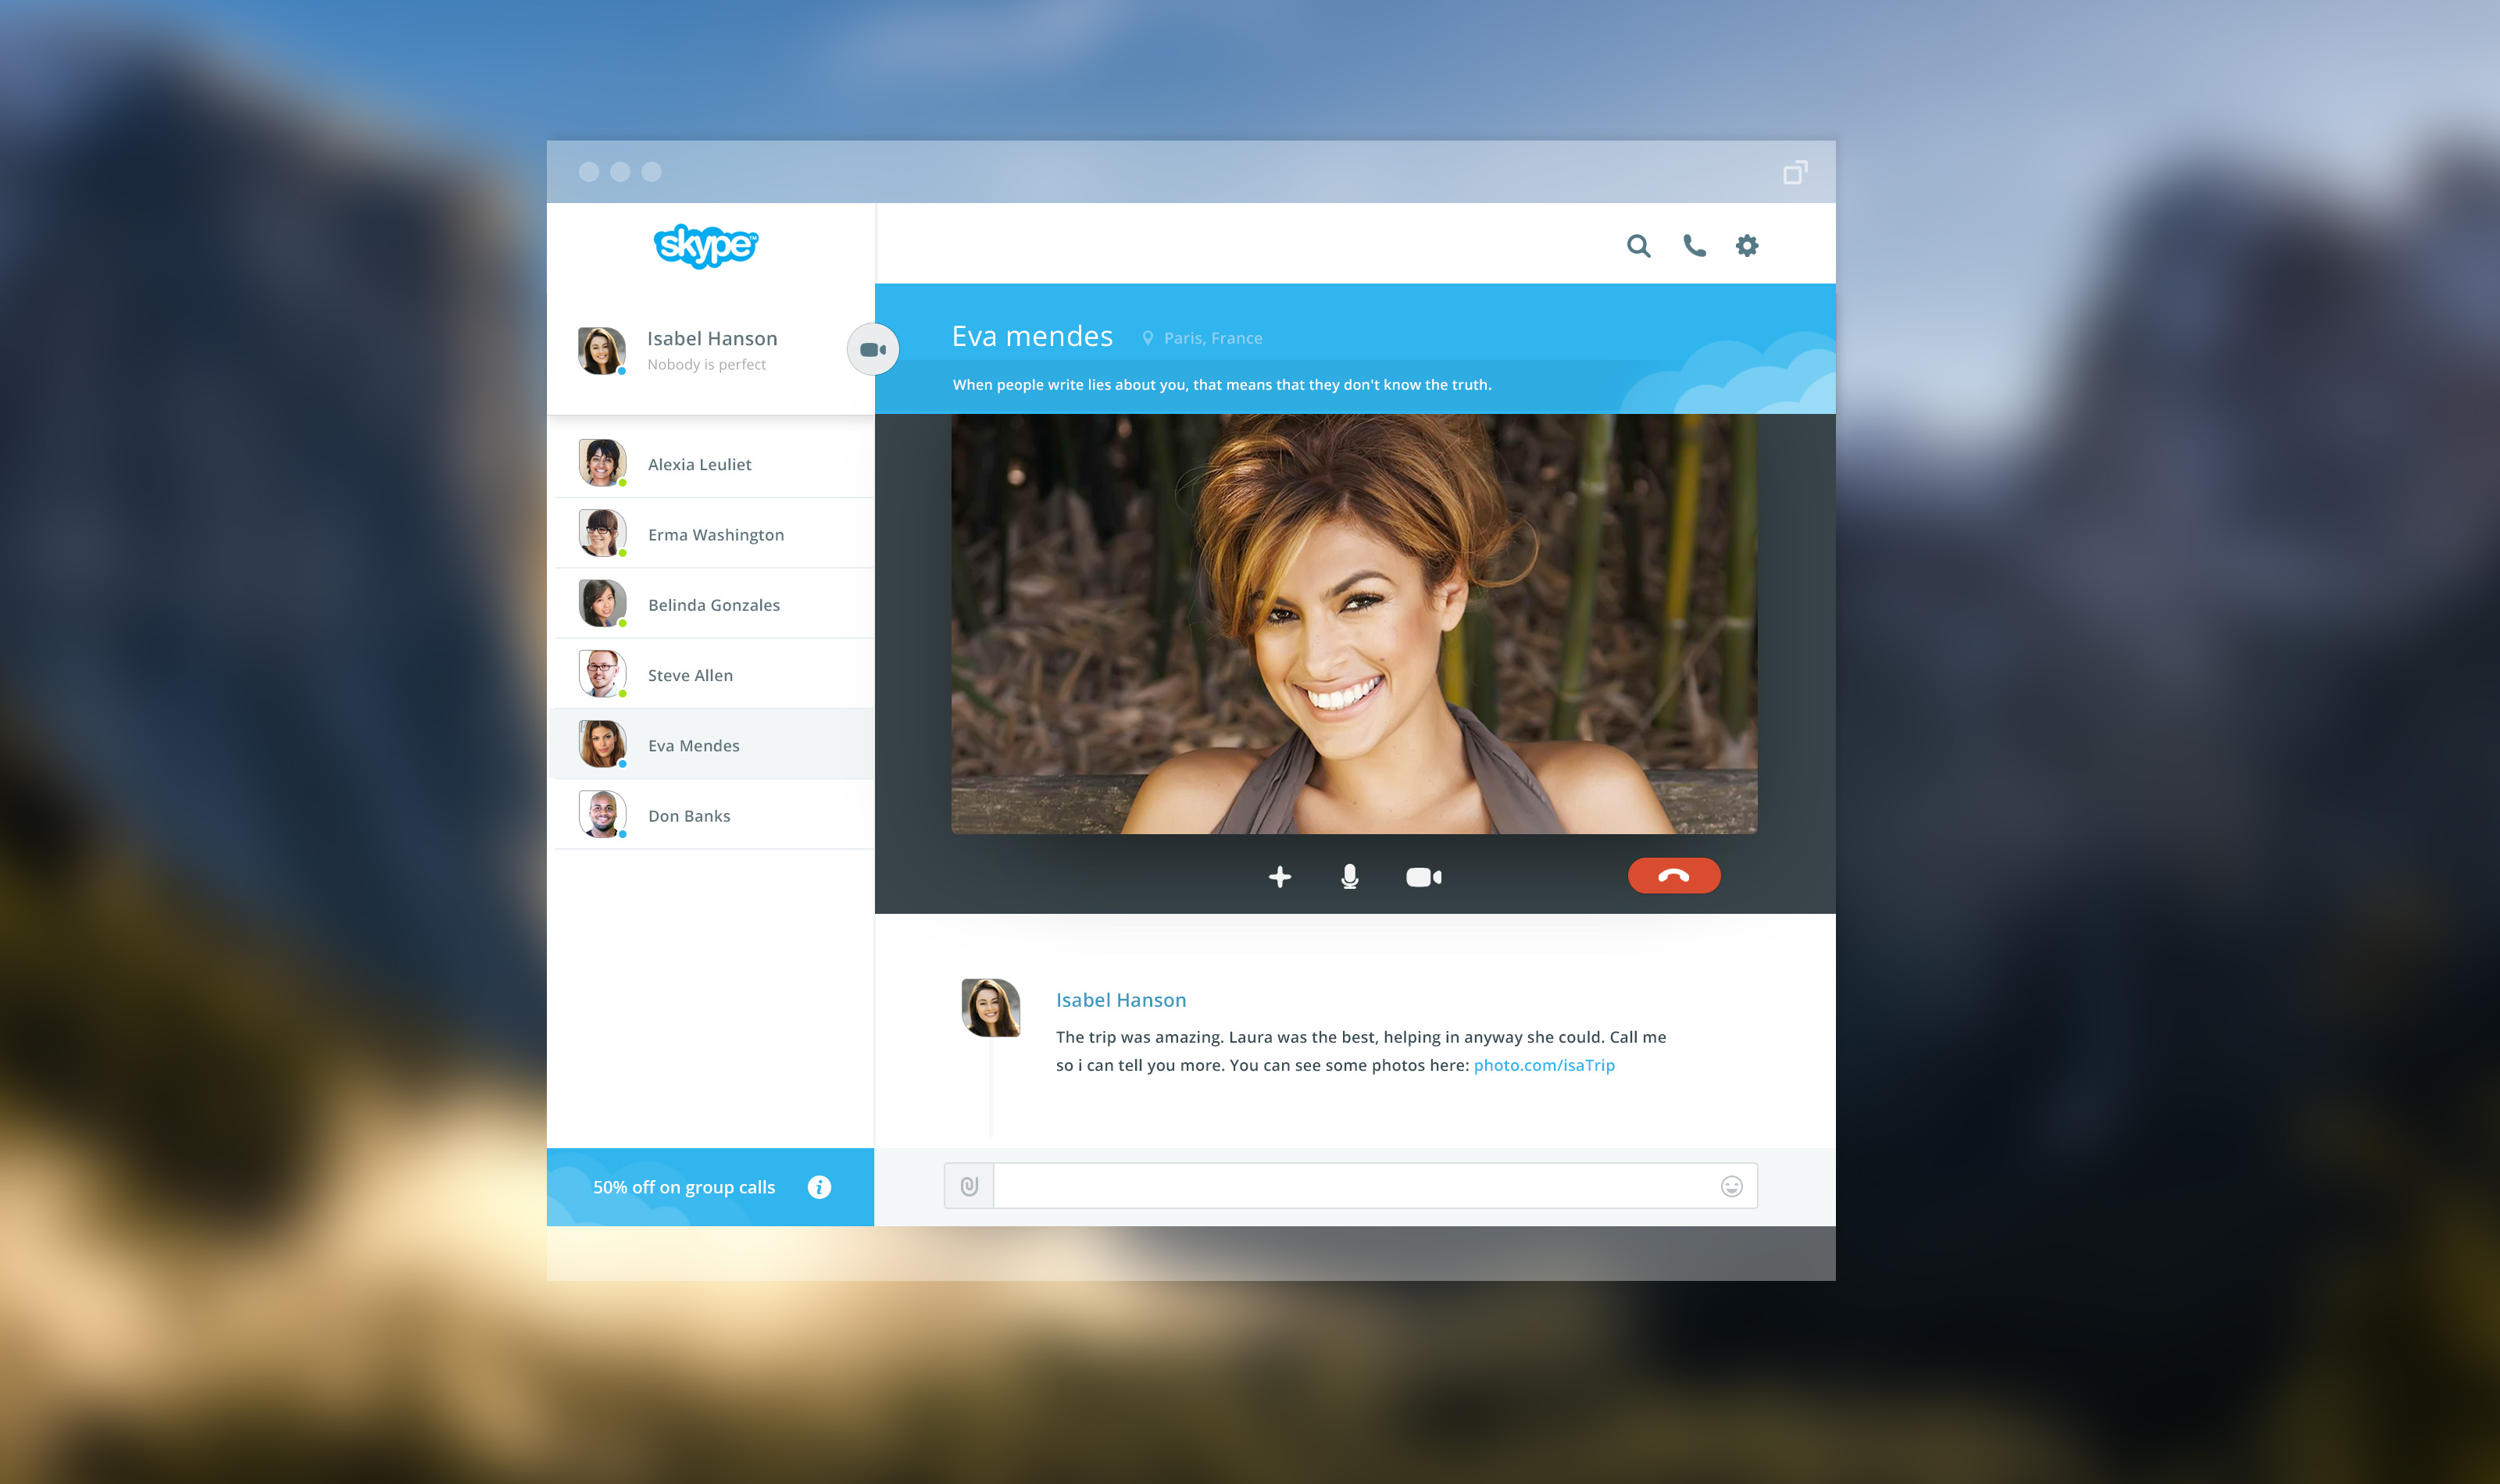 skype™
Isabel Hanson
Nobody is perfect
Alexia Leuliet
Erma Washington
Belinda Gonzales
Steve Allen
Eva Mendes
Don Banks
50% off on group calls
i
Eva mendes
Paris, France
When people write lies about you, that means that they don't know the truth.
Isabel Hanson
The trip was amazing. Laura was the best, helping in anyway she could. Call me
so i can tell you more. You can see some photos here: photo.com/isaTrip